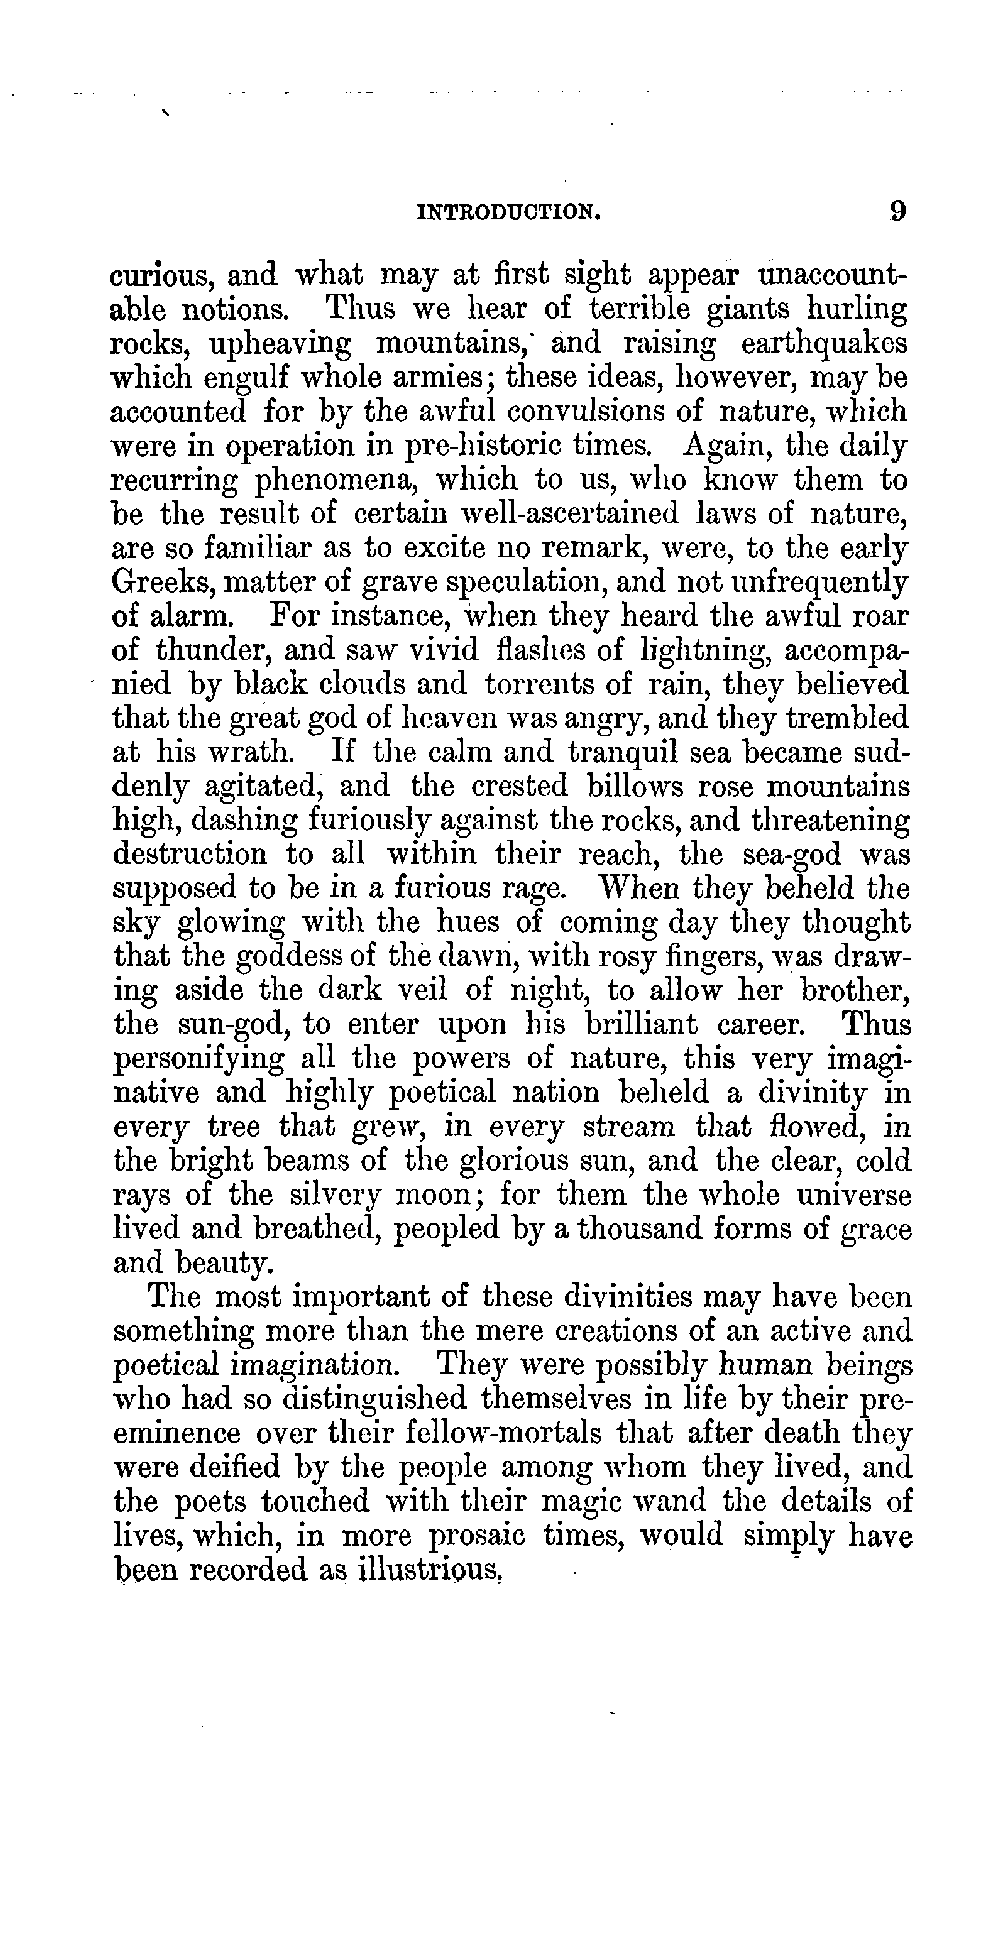 INTRODUCTION. 9
curious, and what may at first sight appear unaccount-
able notions. Thus we hear of terrible giants hurling
rocks, upheaving mountains, and raising earthquakes
which engulf whole armies; these ideas, however, may be
accounted for by the awful convulsions of nature, which
were in operation in pre-historic times. Again, the daily
recurring phenomena, which to us, who know them to
be the result of certain well-ascertained laws of nature,
are so familiar as to excite no remark, were, to the early
Greeks, matter of grave speculation, and not unfrequently
of alarm. For instance, when they heard the awful roar
of thunder, and saw vivid flashes of lightning, accompa-
nied by black clouds and torrents of rain, they believed
that the great god of heaven was angry, and they trembled
at his wrath. If the calm and tranquil sea became sud-
denly agitated, and the crested billows rose mountains
high, dashing furiously against the rocks, and threatening
destruction to all within their reach, the sea-god was
supposed to be in a furious rage. When they beheld the
sky glowing with the hues of coming day they thought
that the goddess of the dawn, with rosy fingers, was draw-
ing aside the dark veil of night, to allow her brother,
the sun-god, to enter upon his brilliant career. Thus
personifying all the powers of nature, this very imagi-
native and highly poetical nation beheld a divinity in
every tree that grew, in every stream that flowed, in
the bright beams of the glorious sun, and the clear, cold
rays of the silvery moon; for them the whole universe
lived and breathed, peopled by a thousand forms of grace
and beauty.
The most important of these divinities may have been
something more than the mere creations of an active and
poetical imagination. They were possibly human beings
who had so distinguished themselves in life by their pre-
eminence over their fellow-mortals that after death they
were deified by the people among whom they lived, and
the poets touched with their magic wand the details of
lives, which, in more prosaic times, would simply have
been recorded as illustrious.